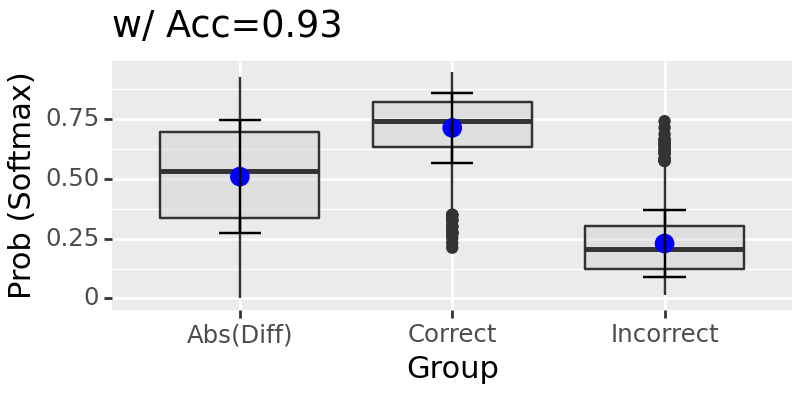 w/ Acc=0.93
Prob (Softmax)
0.75
0.50
0.25
0
Abs(Diff) Correct Incorrect
Group